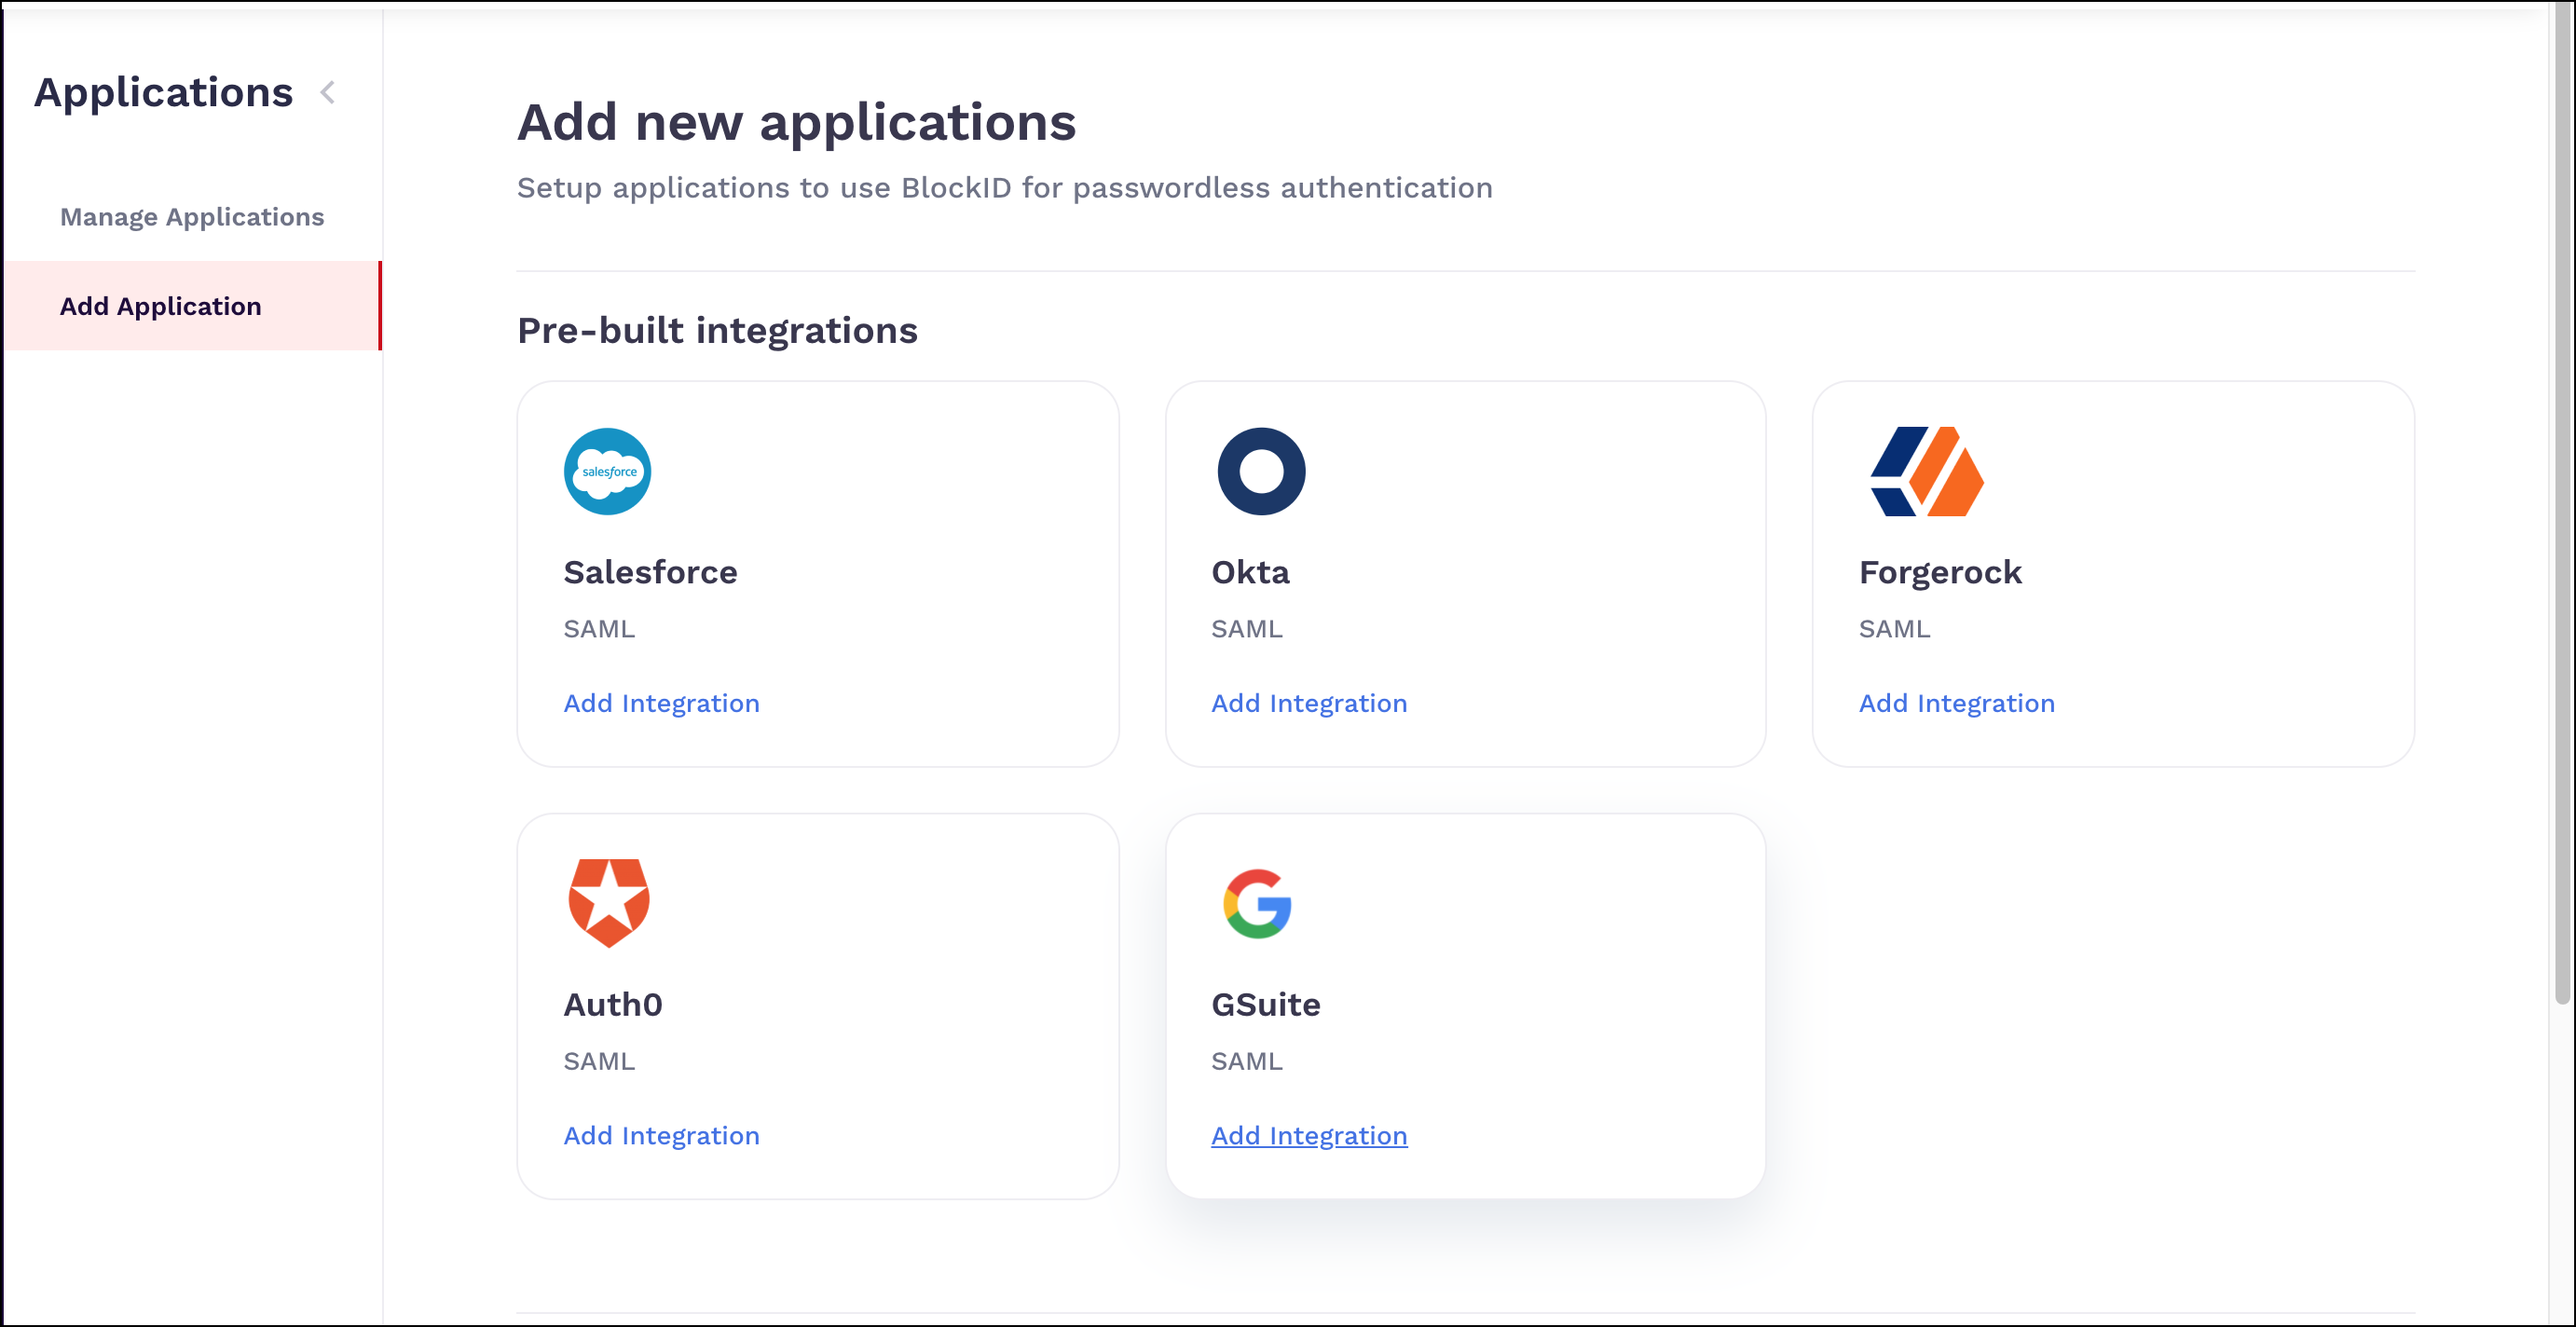 Applications
Manage Applications
Add Application
Add new applications
Setup applications to use BlockID for passwordless authentication
Pre-built integrations
salesforce
Salesforce
SAML
Add Integration
Okta
SAML
Add Integration
Forgerock
SAML
Add Integration
Auth0
SAML
Add Integration
GSuite
SAML
Add Integration